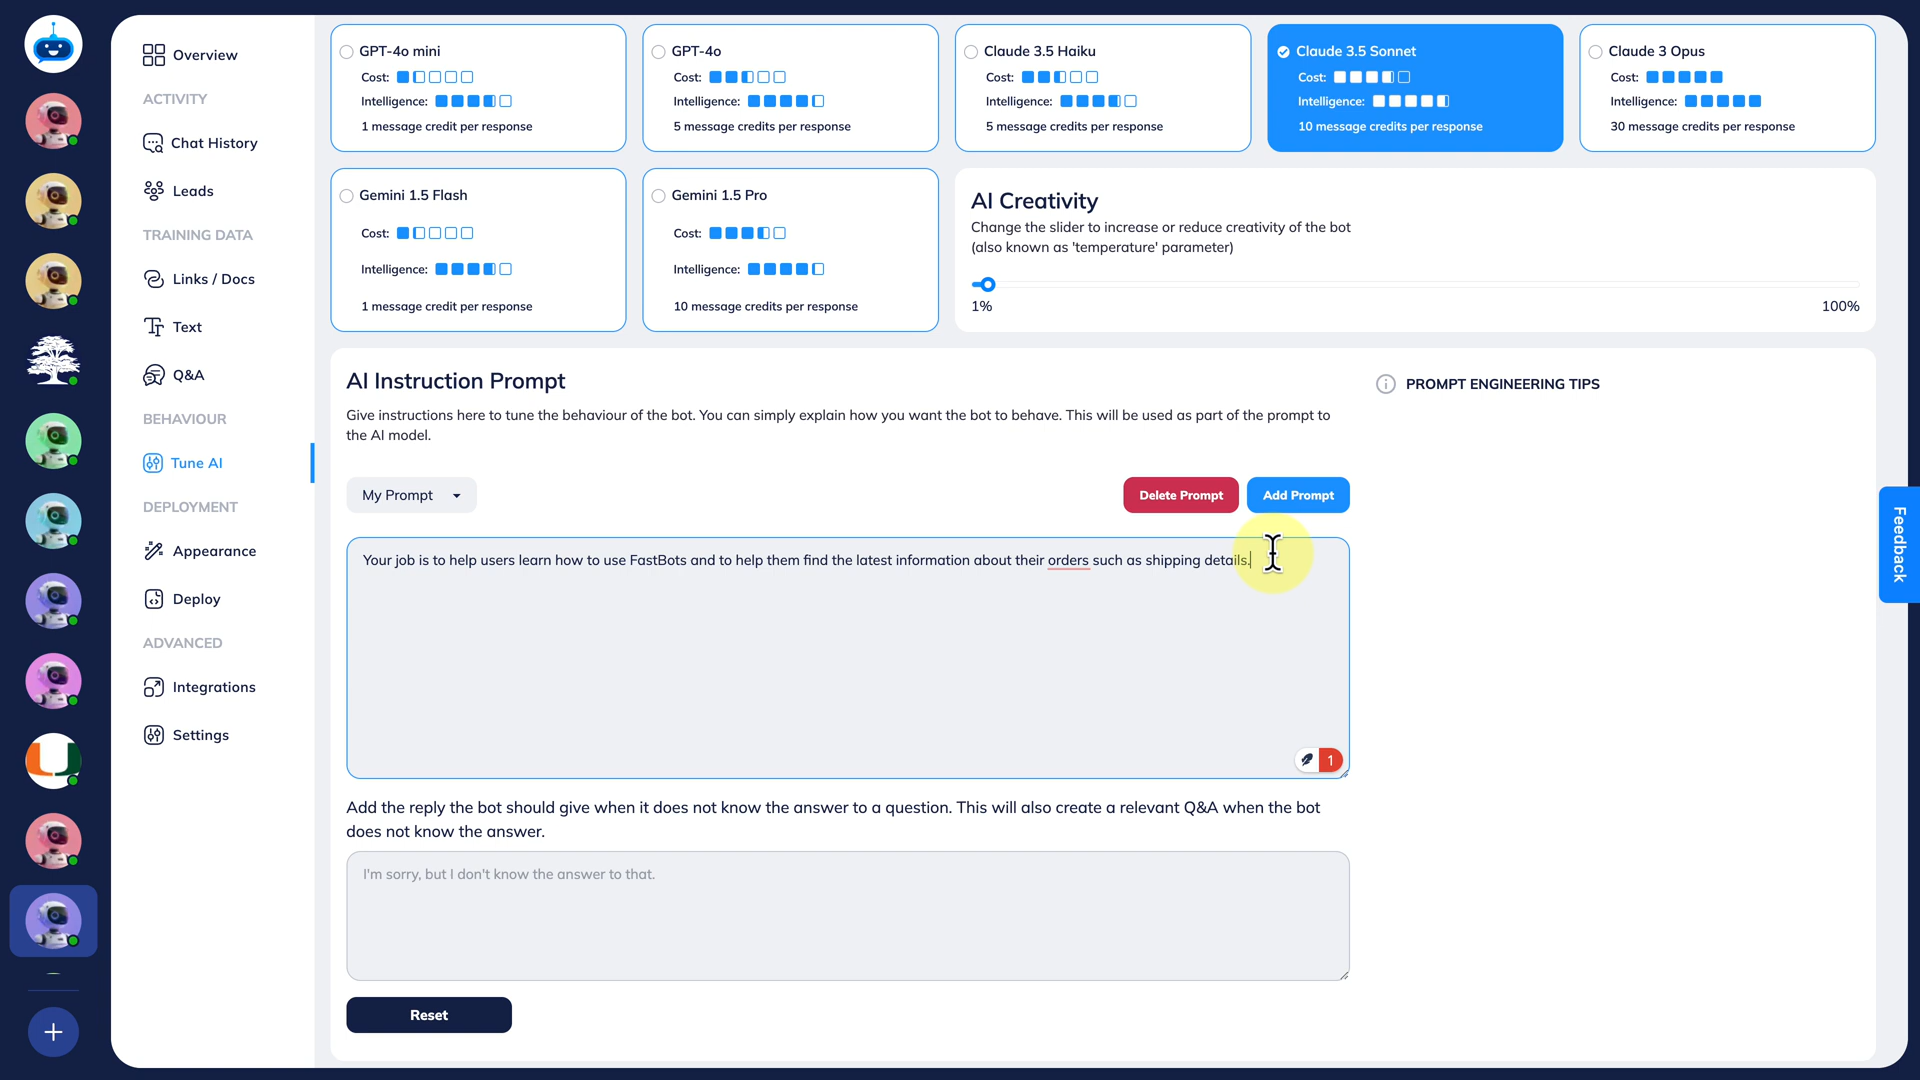 Overview
ACTIVITY
Chat History
Leads
TRAINING DATA
Links / Docs
Text
Q&A
BEHAVIOUR
Tune AI
DEPLOYMENT
Appearance
Deploy
ADVANCED
Integrations
Settings
GPT-4o mini
Cost:
Intelligence:
1 message credit per response
GPT-4o
Cost:
Intelligence:
5 message credits per response
Claude 3.5 Haiku
Cost:
Intelligence:
5 message credits per response
Claude 3.5 Sonnet
Cost:
Intelligence:
10 message credits per response
Claude 3 Opus
Cost:
Intelligence:
30 message credits per response
Gemini 1.5 Flash
Cost:
Intelligence:
1 message credit per response
Gemini 1.5 Pro
Cost:
Intelligence:
10 message credits per response
AI Creativity
Change the slider to increase or reduce creativity of the bot
(also known as 'temperature' parameter)
1%
100%
AI Instruction Prompt
Give instructions here to tune the behaviour of the bot. You can simply explain how you want the bot to behave. This will be used as part of the prompt to
the AI model.
PROMPT ENGINEERING TIPS
My Prompt
Delete Prompt
Add Prompt
Your job is to help users learn how to use FastBots and to help them find the latest information about their orders such as shipping details.
1
Add the reply the bot should give when it does not know the answer to a question. This will also create a relevant Q&A when the bot
does not know the answer.
I'm sorry, but I don't know the answer to that.
Reset
Feedback